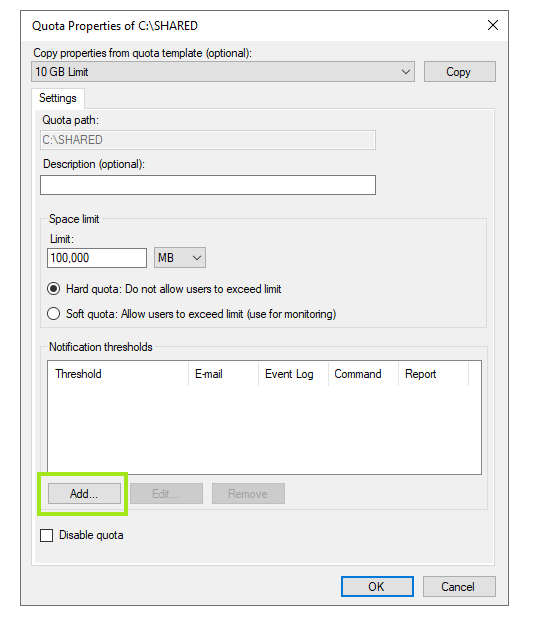 Quota Properties of C:\SHARED
Copy properties from quota template (optional):
10 GB Limit
Copy
Settings
Quota path:
C:\SHARED
Description (optional):
Space limit
Limit:
100,000 MB
Hard quota: Do not allow users to exceed limit
Soft quota: Allow users to exceed limit (use for monitoring)
Notification thresholds
Threshold E-mail Event Log Command Report
Add... Edit... Remove
Disable quota
OK Cancel